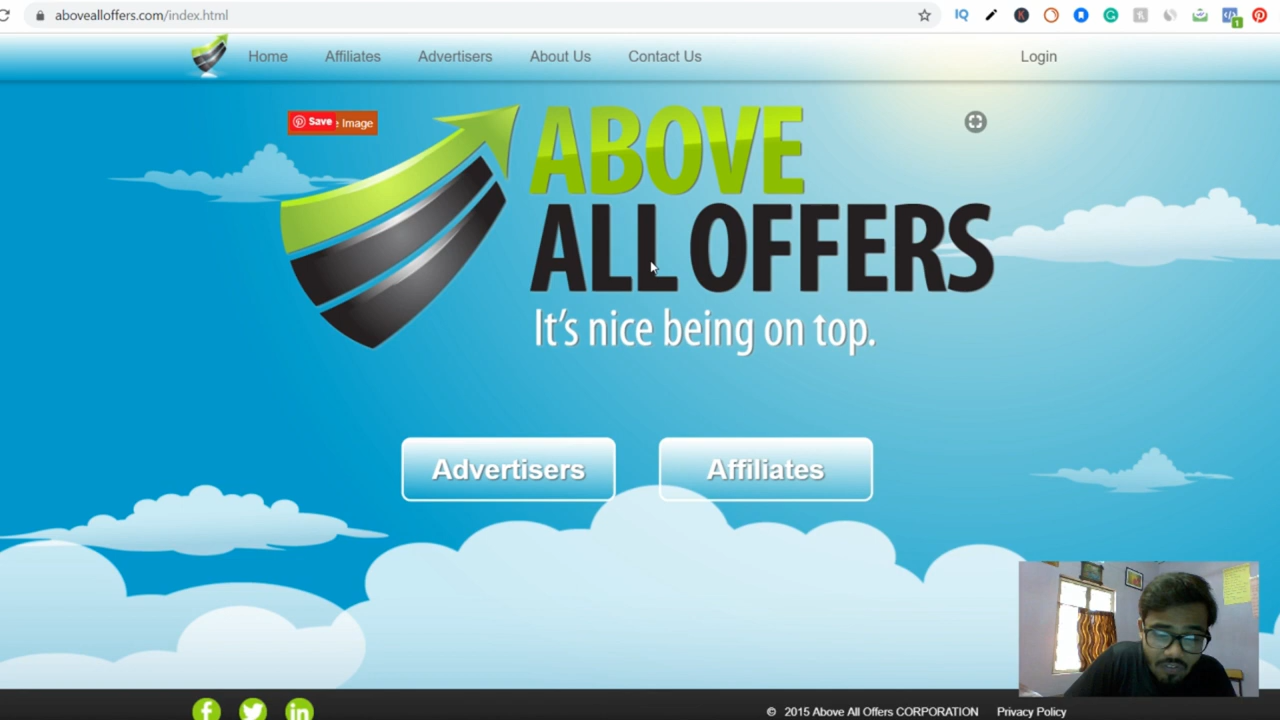 abovealloffers.com/index.html
Home Affiliates Advertisers About Us Contact Us Login
Save e Image
ABOVE
ALL OFFERS
It's nice being on top.
Advertisers Affiliates
© 2015 Above All Offers CORPORATION Privacy Policy